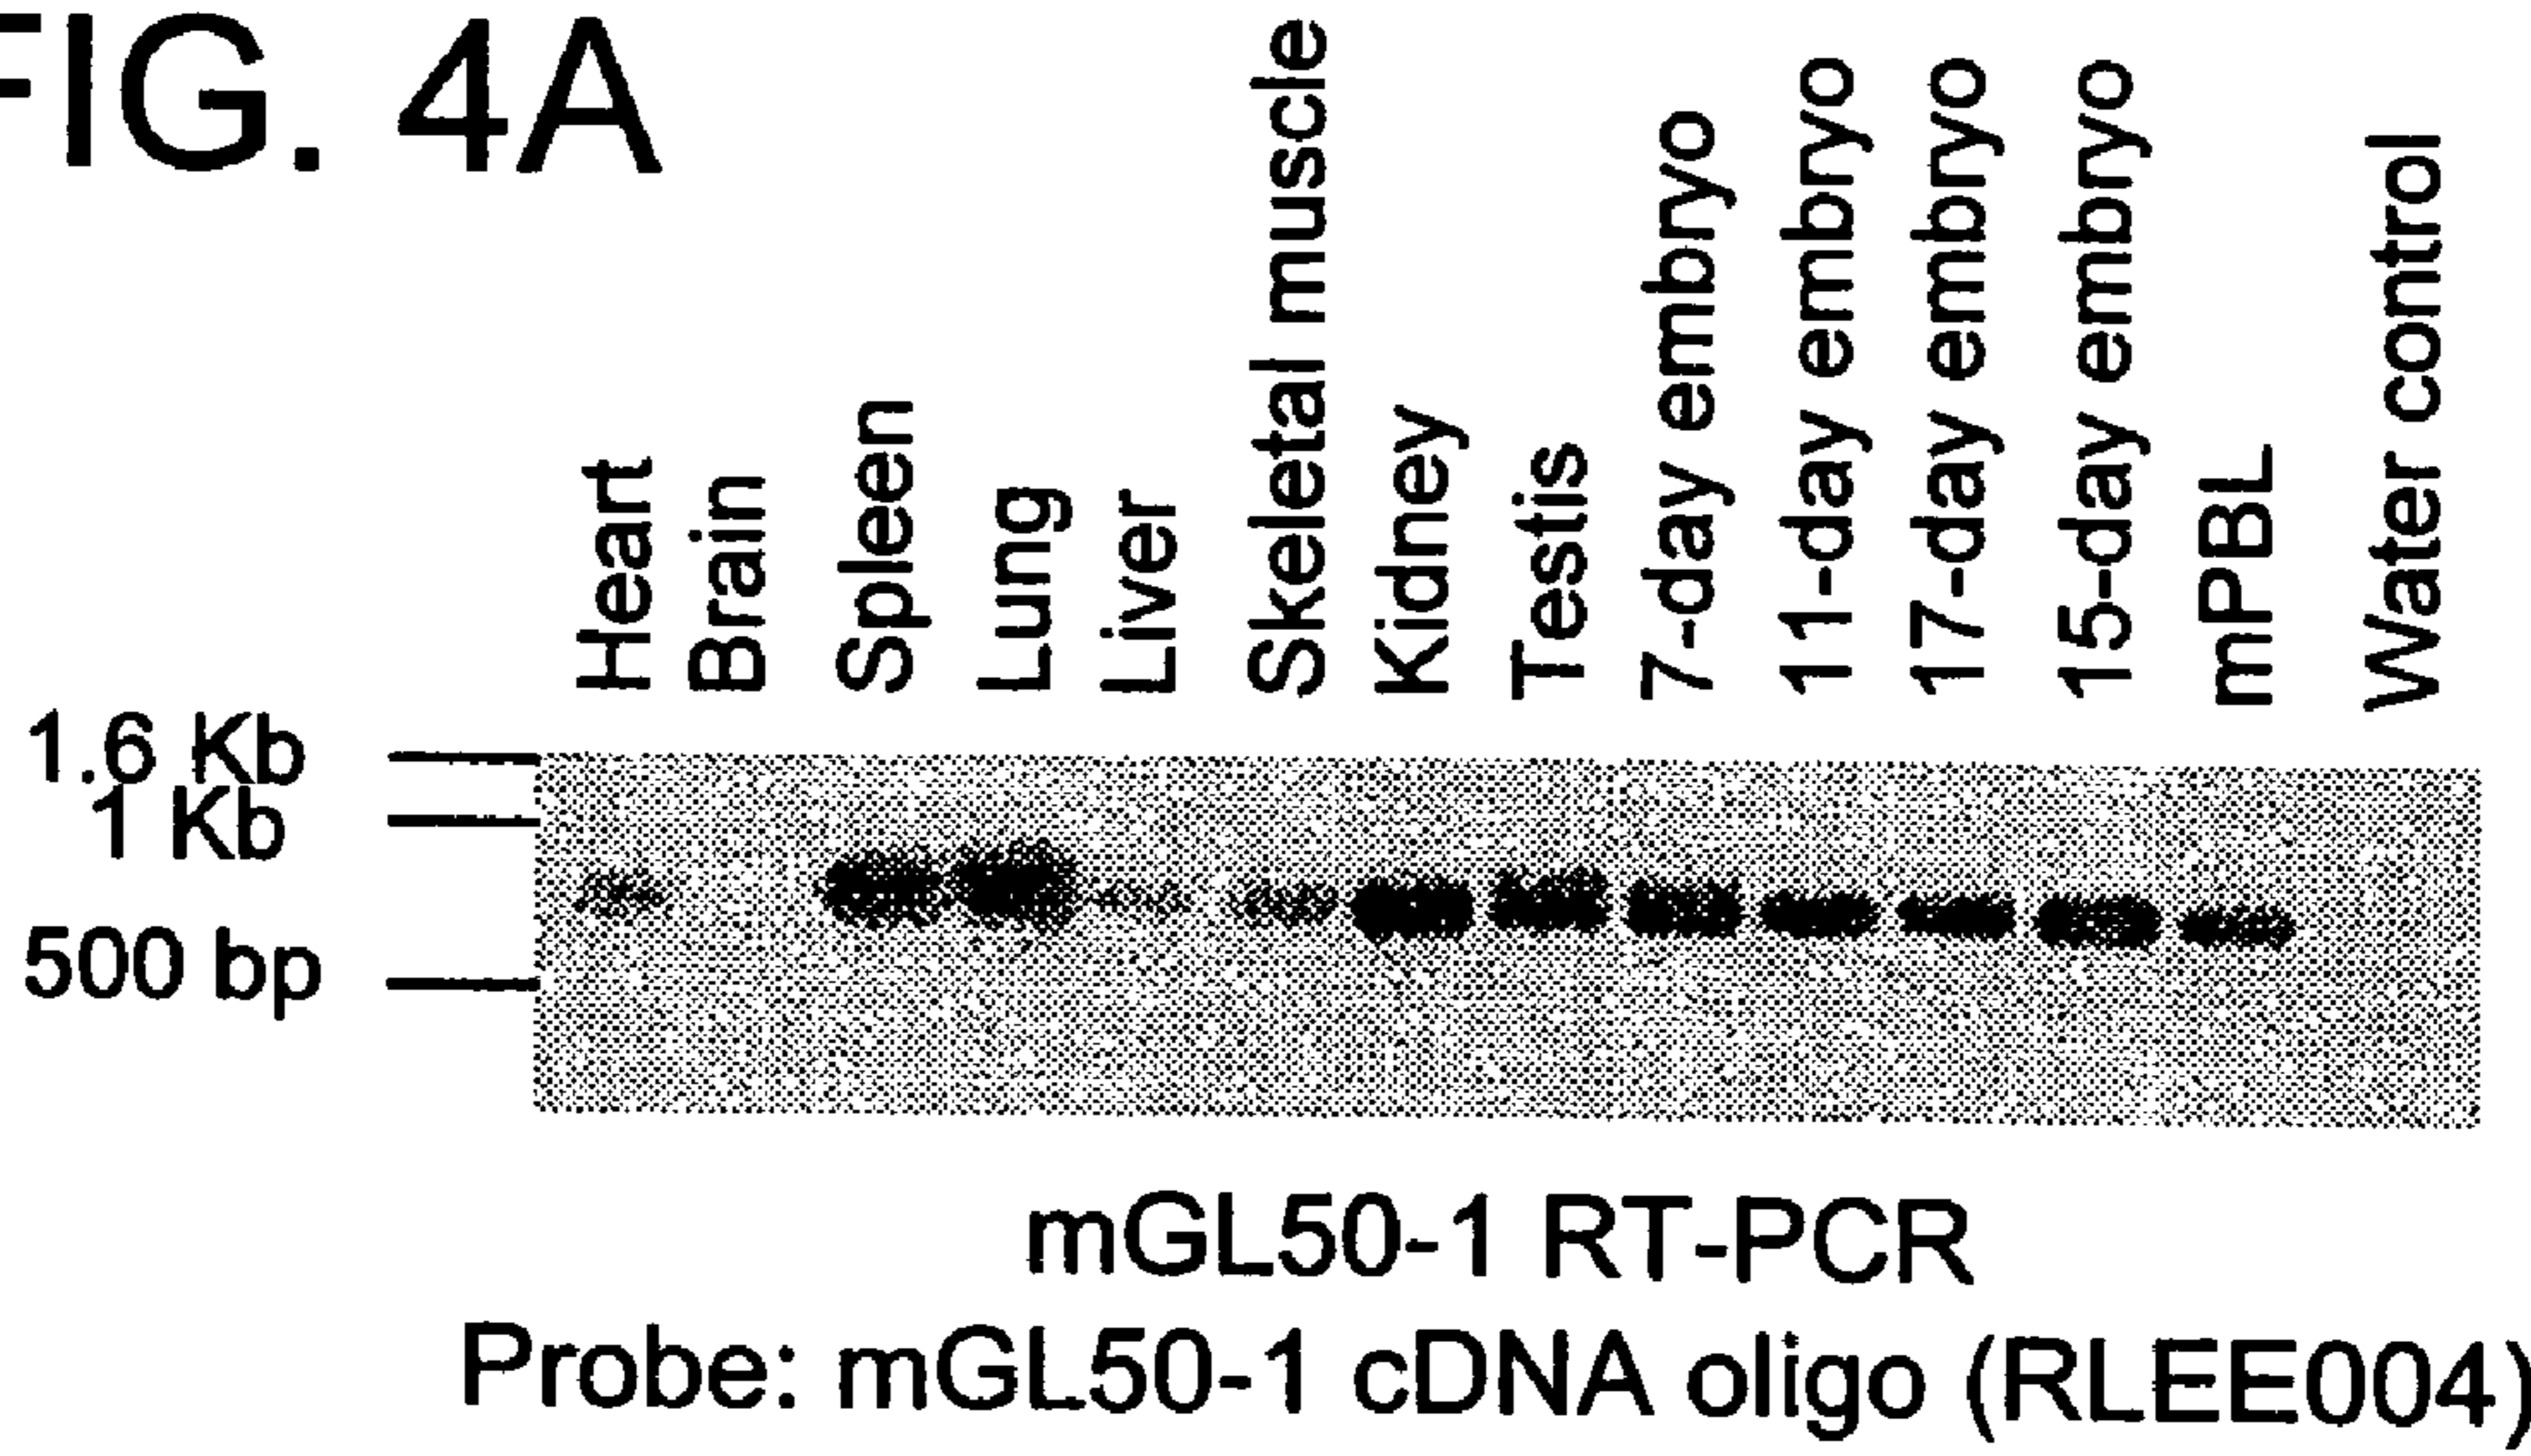 FIG. 4A
Heart
Brain
Spleen
Lung
Liver
Skeletal muscle
Kidney
Testis
7-day embryo
11-day embryo
17-day embryo
15-day embryo
mPBL
Water control
1.6 Kb
1 Kb
500 bp
mGL50-1 RT-PCR
Probe: mGL50-1 cDNA oligo (RLEE004)